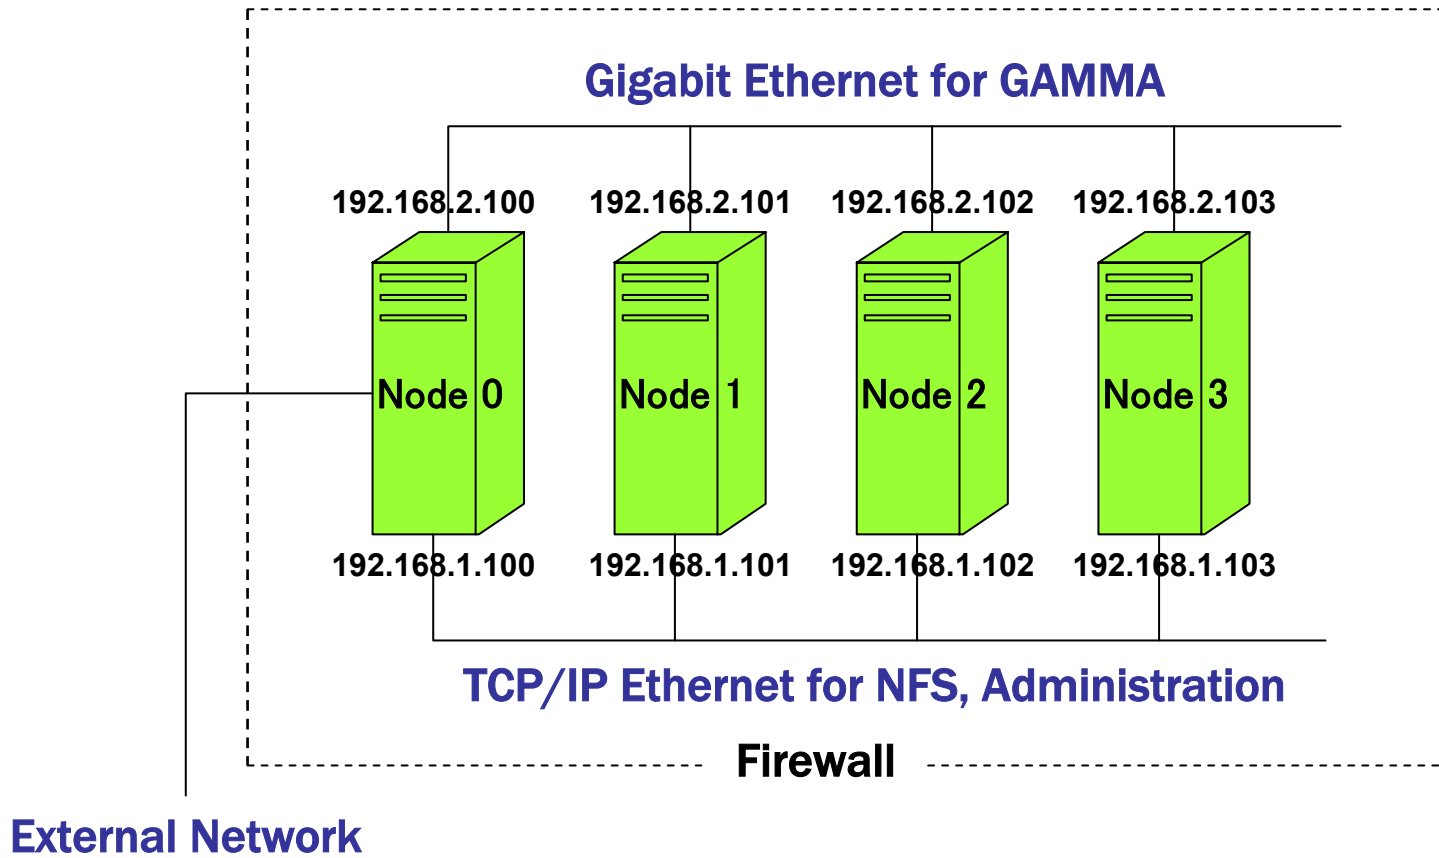 Gigabit Ethernet for GAMMA
192.168.2.100 192.168.2.101 192.168.2.102 192.168.2.103
Node 0 Node 1 Node 2 Node 3
192.168.1.100 192.168.1.101 192.168.1.102 192.168.1.103
TCP/IP Ethernet for NFS, Administration
Firewall
External Network